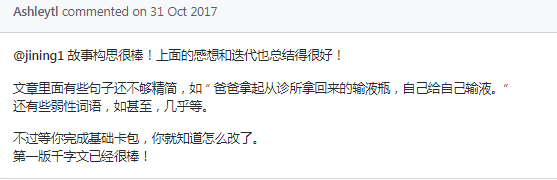 Ashleytl commented on 31 Oct 2017
@jining1 故事构思很棒！上面的感想和迭代也总结得很好！
文章里面有些句子还不够精简，如 “ 爸爸拿起从诊所拿回来的输液瓶，自己给自己输液。”
还有些弱性词语，如甚至，几乎等。
不过等你完成基础卡包，你就知道怎么改了。
第一版千字文已经很棒！